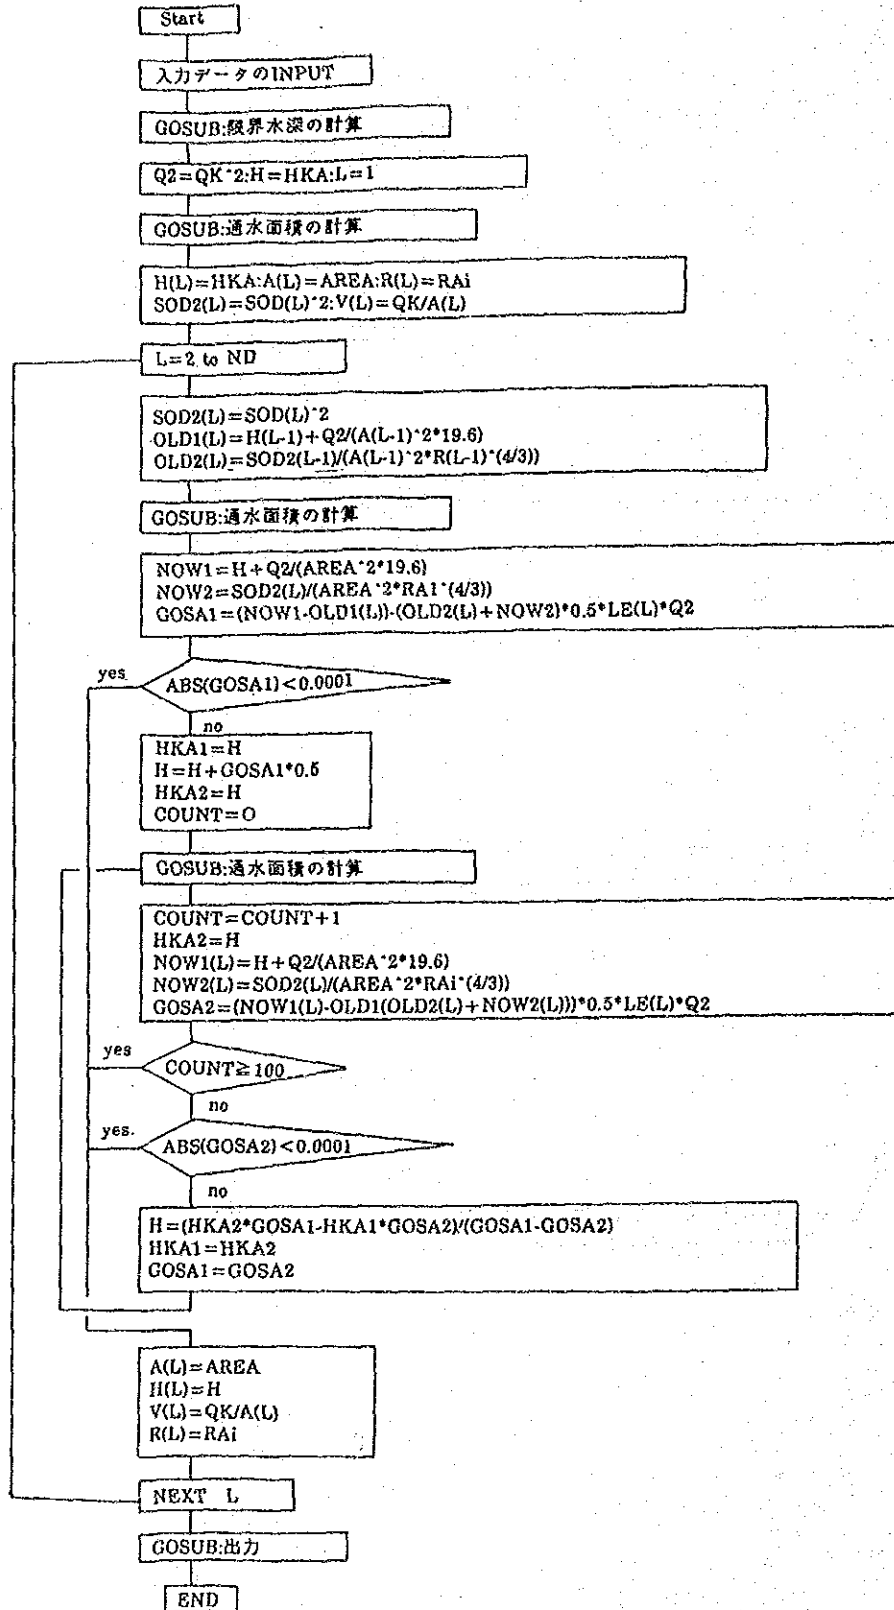 Start
入力データのINPUT
GOSUB:限界水深の計算
Q2=QK^2:H=HKA:L=1
GOSUB:通水面積の計算
H(L)=HKA:A(L)=AREA:R(L)=RAi
SOD2(L)=SOD(L)^2:V(L)=QK/A(L)
L=2 to ND
SOD2(L)=SOD(L)^2
OLD1(L)=H(L-1)+Q2/(A(L-1)^2*19.6)
OLD2(L)=SOD2(L-1)/(A(L-1)^2*R(L-1)^(4/3))
GOSUB:通水面積の計算
NOW1=H+Q2/(AREA^2*19.6)
NOW2=SOD2(L)/(AREA^2*RA1^(4/3))
GOSA1=(NOW1-OLD1(L))-(OLD2(L)+NOW2)*0.5*LE(L)*Q2
yes
ABS(GOSA1)<0.0001
no
HKA1=H
H=H+GOSA1*0.5
HKA2=H
COUNT=O
GOSUB:通水面積の計算
COUNT=COUNT+1
HKA2=H
NOW1(L)=H+Q2/(AREA^2*19.6)
NOW2(L)=SOD2(L)/(AREA^2*RAi^(4/3))
GOSA2=(NOW1(L)-OLD1(OLD2(L)+NOW2(L)))*0.5*LE(L)*Q2
yes
COUNT≧100
no
yes.
ABS(GOSA2)<0.0001
no
H=(HKA2*GOSA1-HKA1*GOSA2)/(GOSA1-GOSA2)
HKA1=HKA2
GOSA1=GOSA2
A(L)=AREA
H(L)=H
V(L)=QK/A(L)
R(L)=RAi
NEXT L
GOSUB:出力
END